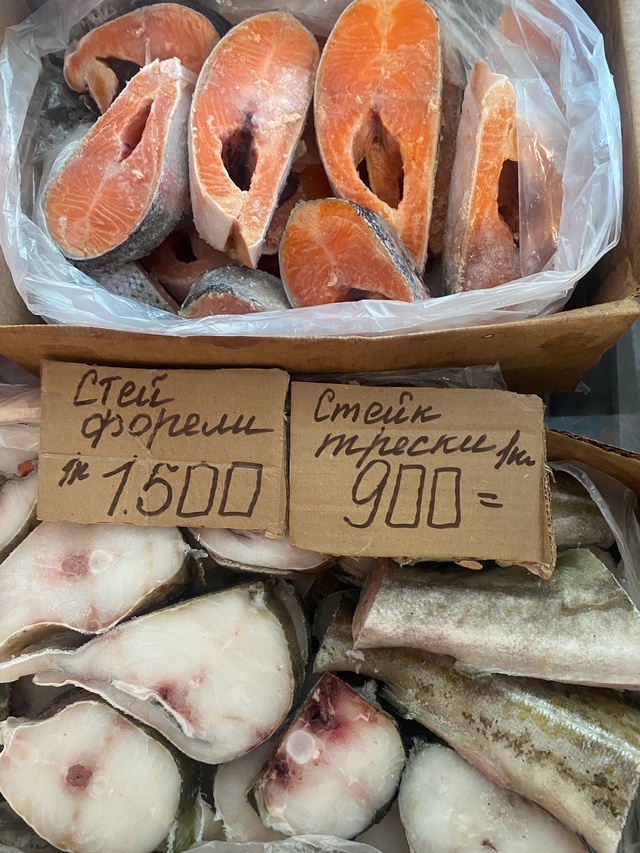 Стей
форели
1к 1.500
Стейк
трески 1кг
900=